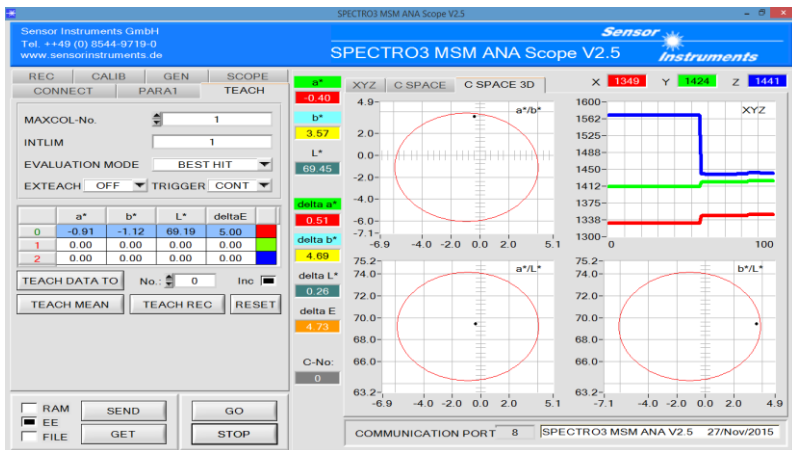 SPECTRO3 MSM ANA Scope V2.5
Sensor Instruments GmbH
Tel. ++49 (0) 8544-9719-0
www.sensorinstruments.de
SPECTRO3 MSM ANA Scope V2.5
Sensor Instruments
REC CALIB GEN SCOPE
CONNECT PARA1 TEACH
MAXCOL-No. 1
INTLIM 1
EVALUATION MODE BEST HIT
EXTEACH OFF TRIGGER CONT
a* b* L* deltaE
0 -0.91 -1.12 69.19 5.00
1 0.00 0.00 0.00 0.00
2 0.00 0.00 0.00 0.00
TEACH DATA TO No.: 0 Inc
TEACH MEAN TEACH REC RESET
RAM
EE
FILE
SEND GO
GET STOP
a*
-0.40
b*
3.57
L*
69.45
delta a*
0.51
delta b*
4.69
delta L*
0.26
delta E
4.73
C-No:
0
XYZ C SPACE C SPACE 3D
X 1349 Y 1424 Z 1441
a*/b*
4.9
2.0
0.0
-2.0
-4.0
-6.0
-7.1
-6.9 -4.0 -2.0 0.0 2.0 5.1
XYZ
1600
1562
1525
1488
1450
1412
1375
1338
1300
0 100
a*/L*
75.2
74.0
72.0
70.0
68.0
66.0
63.2
-6.9 -4.0 -2.0 0.0 2.0 5.1
b*/L*
75.2
74.0
72.0
70.0
68.0
66.0
63.2
-7.1 -4.0 -2.0 0.0 2.0 4.9
COMMUNICATION PORT 8 SPECTRO3 MSM ANA V2.5 27/Nov/2015